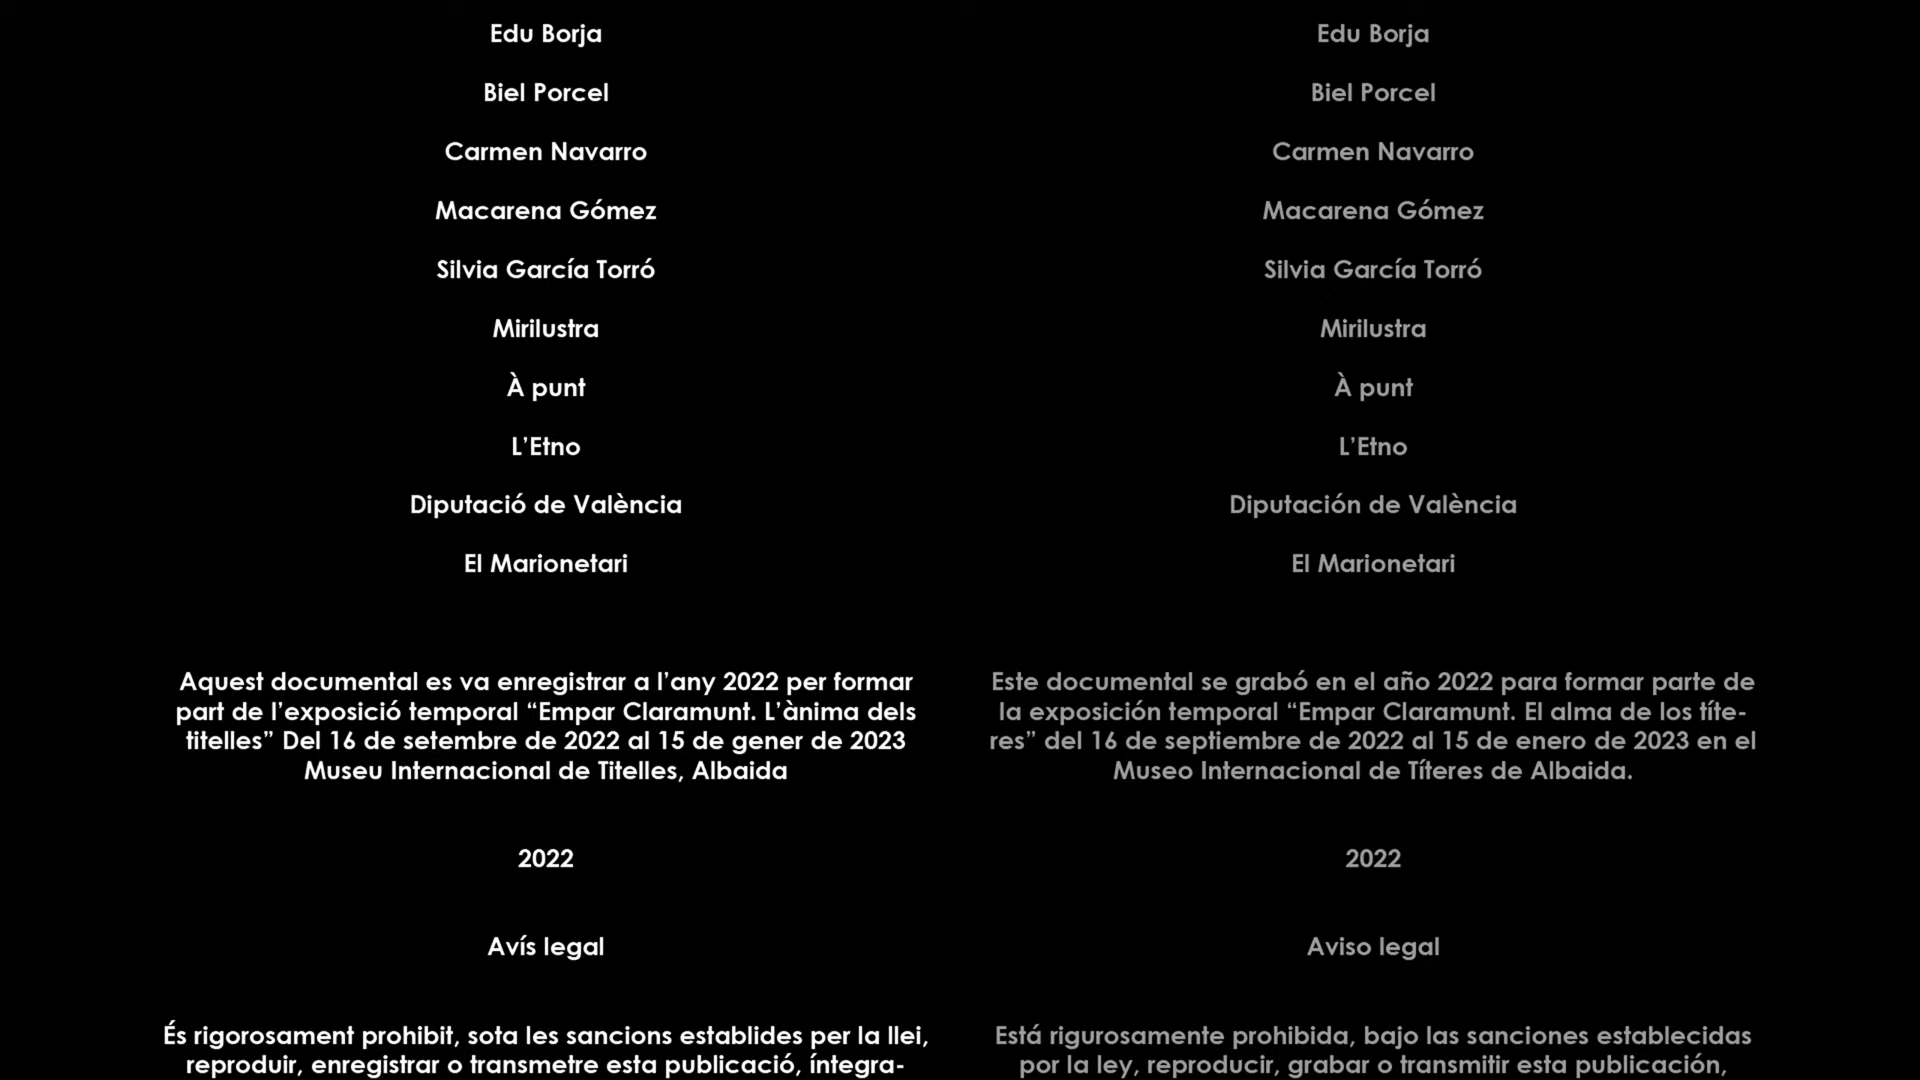 Edu Borja
Biel Porcel
Carmen Navarro
Macarena Gómez
Silvia García Torró
Mirilustra
À punt
L’Etno
Diputació de València
El Marionetari
Aquest documental es va enregistrar a l’any 2022 per formar
part de l’exposició temporal “Empar Claramunt. L’ànima dels
titelles” Del 16 de setembre de 2022 al 15 de gener de 2023
Museu Internacional de Titelles, Albaida
2022
Avís legal
És rigorosament prohibit, sota les sancions establides per la llei,
reproduir, enregistrar o transmetre esta publicació, íntegra-
Edu Borja
Biel Porcel
Carmen Navarro
Macarena Gómez
Silvia García Torró
Mirilustra
À punt
L’Etno
Diputación de València
El Marionetari
Este documental se grabó en el año 2022 para formar parte de
la exposición temporal “Empar Claramunt. El alma de los títe-
res” del 16 de septiembre de 2022 al 15 de enero de 2023 en el
Museo Internacional de Títeres de Albaida.
2022
Aviso legal
Está rigurosamente prohibida, bajo las sanciones establecidas
por la ley, reproducir, grabar o transmitir esta publicación,